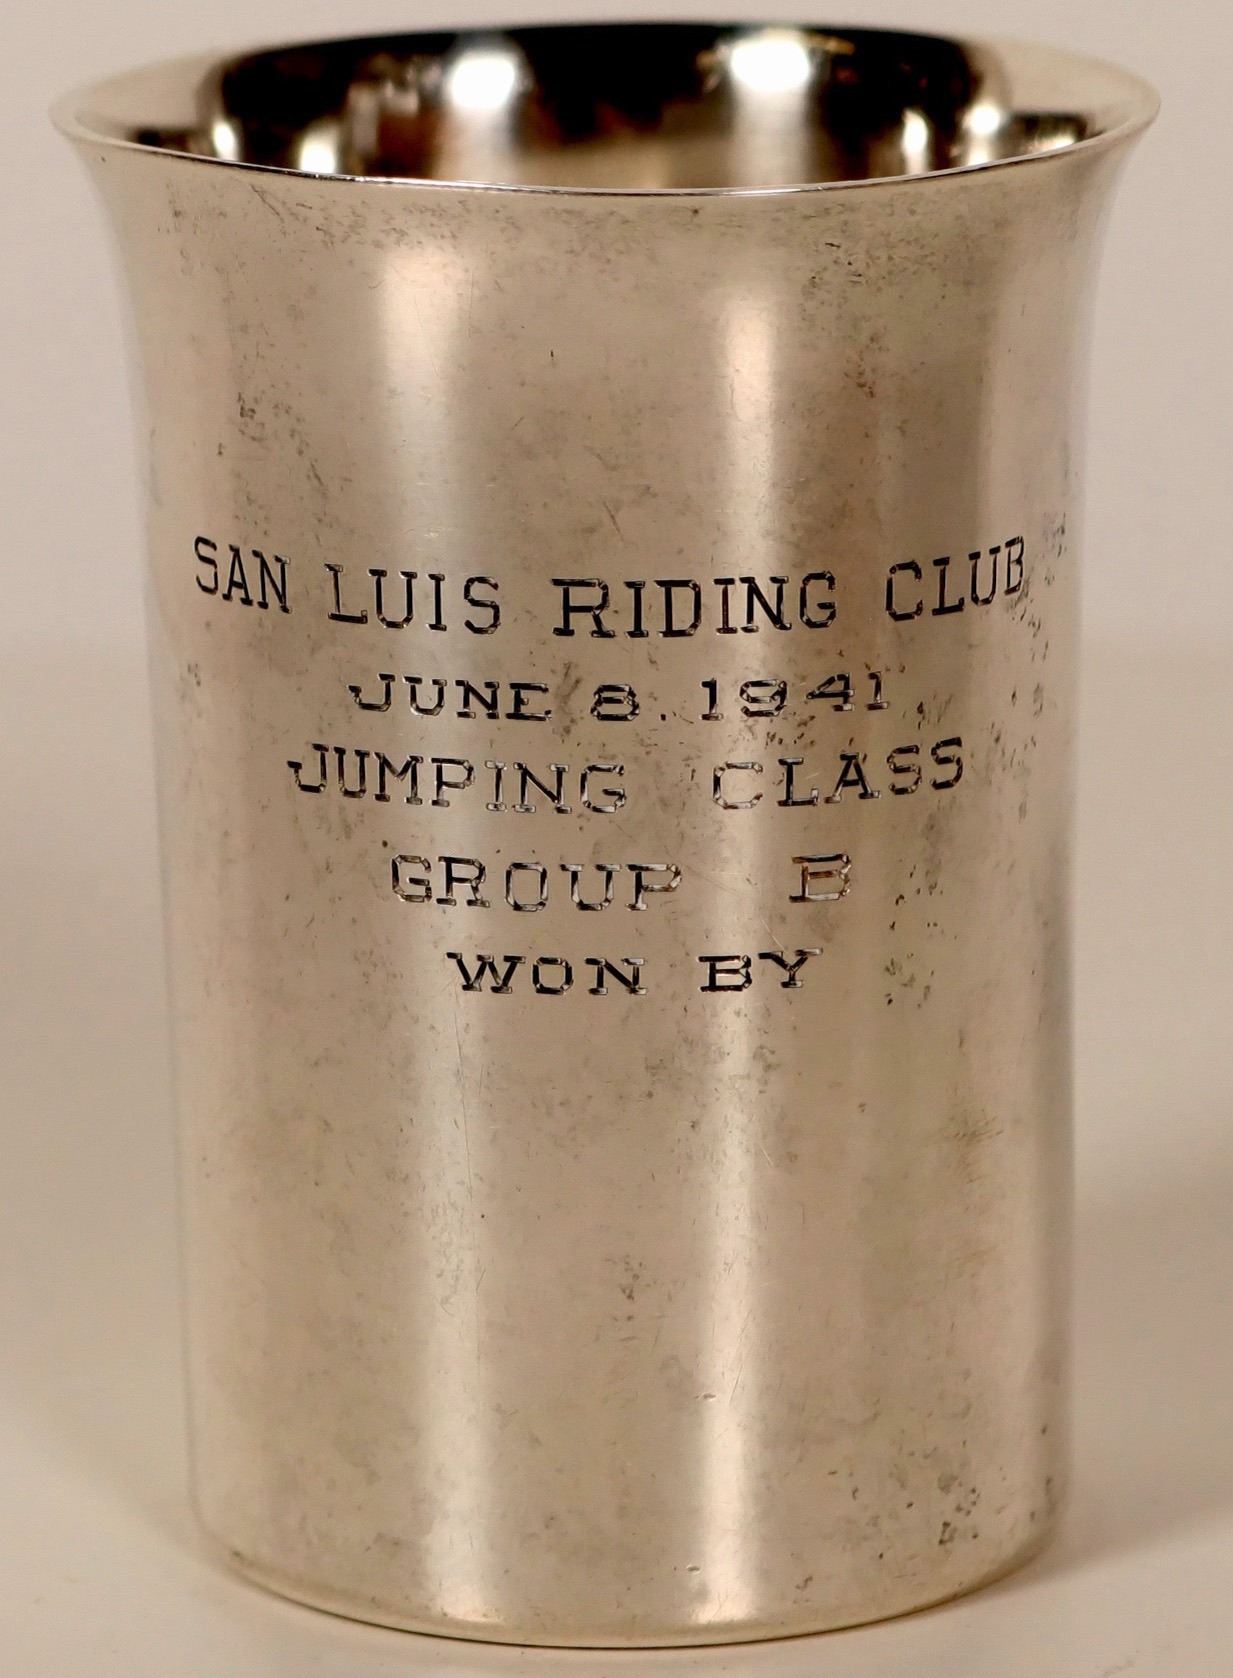 SAN LUIS RIDING CLUB
JUNE 8. 1941
JUMPING CLASS
GROUP B
WON BY